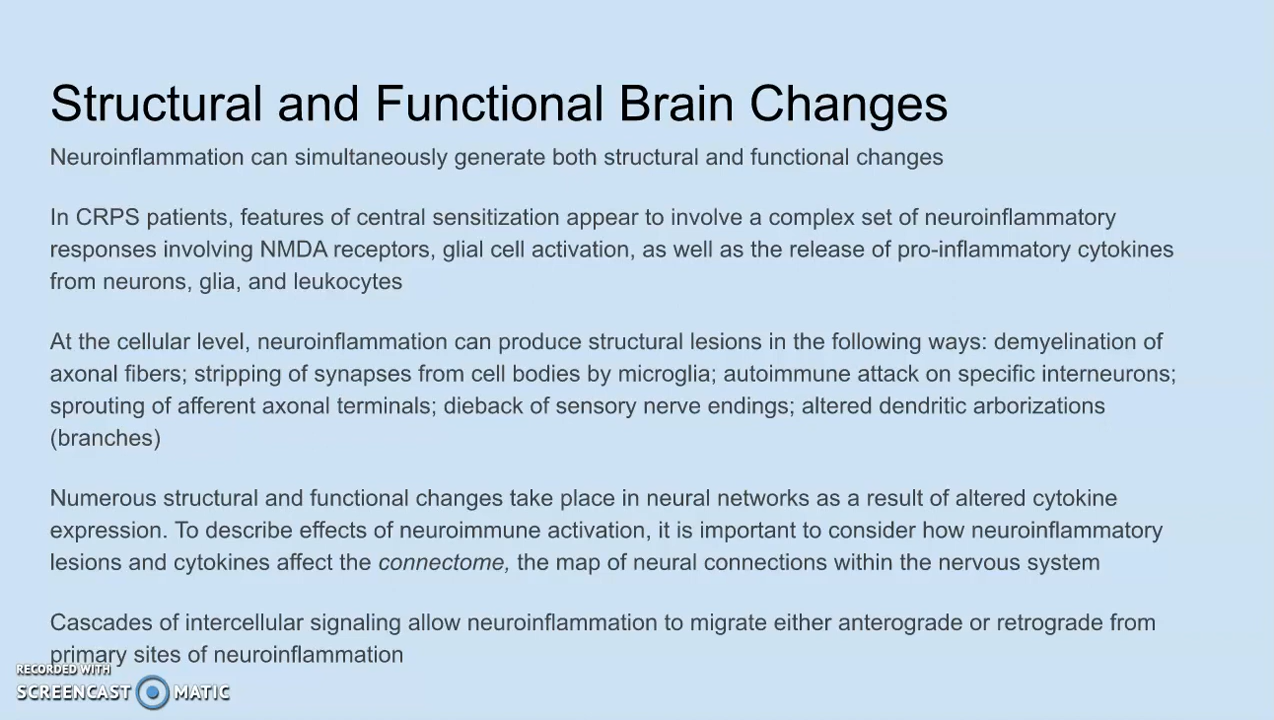 Structural and Functional Brain Changes
Neuroinflammation can simultaneously generate both structural and functional changes
In CRPS patients, features of central sensitization appear to involve a complex set of neuroinflammatory
responses involving NMDA receptors, glial cell activation, as well as the release of pro-inflammatory cytokines
from neurons, glia, and leukocytes
At the cellular level, neuroinflammation can produce structural lesions in the following ways: demyelination of
axonal fibers; stripping of synapses from cell bodies by microglia; autoimmune attack on specific interneurons;
sprouting of afferent axonal terminals; dieback of sensory nerve endings; altered dendritic arborizations
(branches)
Numerous structural and functional changes take place in neural networks as a result of altered cytokine
expression. To describe effects of neuroimmune activation, it is important to consider how neuroinflammatory
lesions and cytokines affect the connectome, the map of neural connections within the nervous system
Cascades of intercellular signaling allow neuroinflammation to migrate either anterograde or retrograde from
primary sites of neuroinflammation
RECORDED WITH
SCREENCAST MATIC